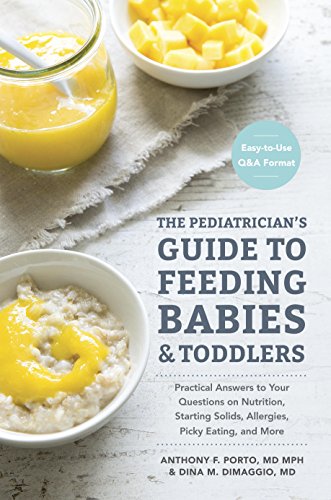 Easy-to-Use
Q&A Format
THE PEDIATRICIAN'S
GUIDE TO
FEEDING
BABIES
& TODDLERS
Practical Answers to Your
Questions on Nutrition,
Starting Solids, Allergies,
Picky Eating, and More
ANTHONY F. PORTO, MD MPH
& DINA M. DIMAGGIO, MD